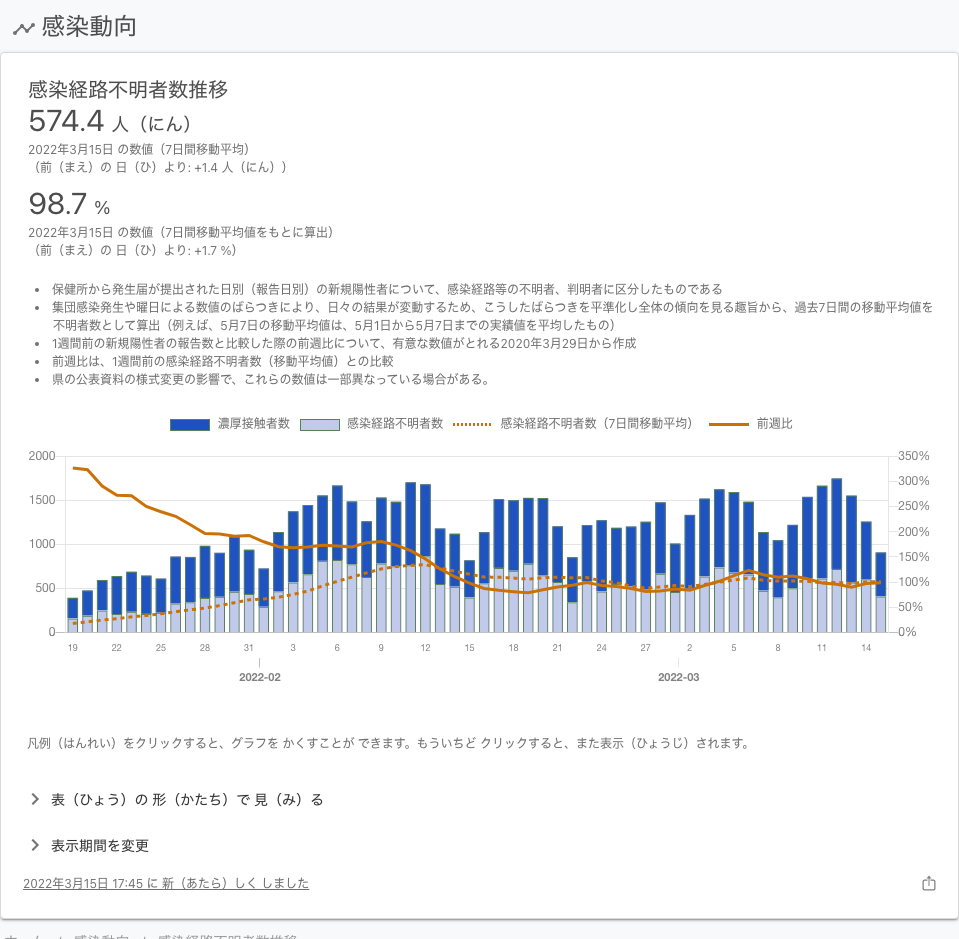 感染動向
感染経路不明者数推移
574.4 人（にん）
2022年3月15日 の数値（7日間移動平均）
（前（まえ）の 日（ひ）より: +1.4 人（にん））
98.7 %
2022年3月15日 の数値（7日間移動平均値をもとに算出）
（前（まえ）の 日（ひ）より: +1.7 %）
• 保健所から発生届が提出された日別（報告日別）の新規陽性者について、感染経路等の不明者、判明者に区分したものである
• 集団感染発生や曜日による数値のばらつきにより、日々の結果が変動するため、こうしたばらつきを平準化し全体の傾向を見る趣旨から、過去7日間の移動平均値を
不明者数として算出（例えば、5月7日の移動平均値は、5月1日から5月7日までの実績値を平均したもの）
• 1週間前の新規陽性者の報告数と比較した際の前週比について、有意な数値がとれる2020年3月29日から作成
• 前週比は、1週間前の感染経路不明者数（移動平均値）との比較
• 県の公表資料の様式変更の影響で、これらの数値は一部異なっている場合がある。
濃厚接触者数 感染経路不明者数 感染経路不明者数（7日間移動平均） 前週比
2000 350%
300%
1500 250%
200%
1000 150%
100%
500 50%
0 0%
19 22 25 28 31 3 6 9 12 15 18 21 24 27 2 5 8 11 14
2022-02 2022-03
凡例（はんれい）をクリックすると、グラフを かくすことが できます。もういちど クリックすると、また表示（ひょうじ）されます。
表（ひょう）の 形（かたち）で 見（み）る
表示期間を変更
2022年3月15日 17:45 に 新（あたら）しく しました